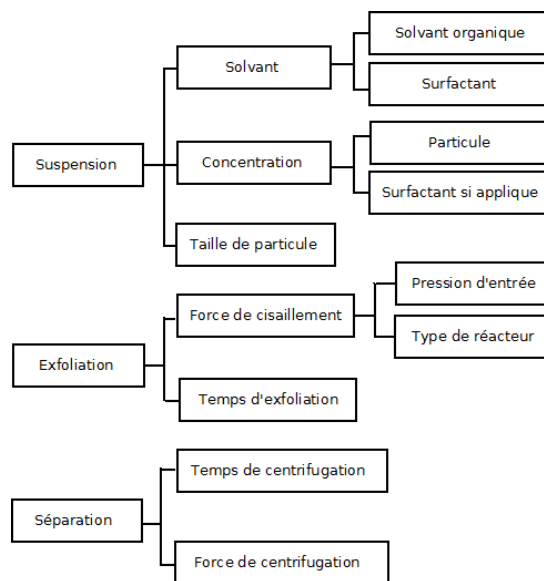 Solvant organique
Solvant
Surfactant
Particule
Suspension
Concentration
Surfactant si applique
Taille de particule
Pression d'entrée
Force de cisaillement
Type de réacteur
Exfoliation
Temps d'exfoliation
Temps de centrifugation
Séparation
Force de centrifugation